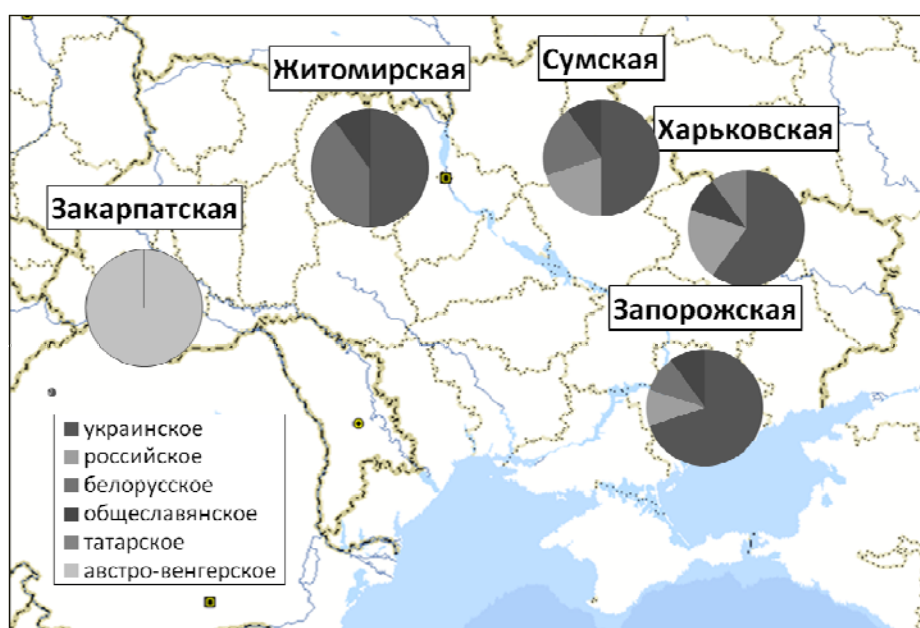 Житомирская
Сумская
Харьковская
Закарпатская
Запорожская
украинское
российское
белорусское
общеславянское
татарское
австро-венгерское